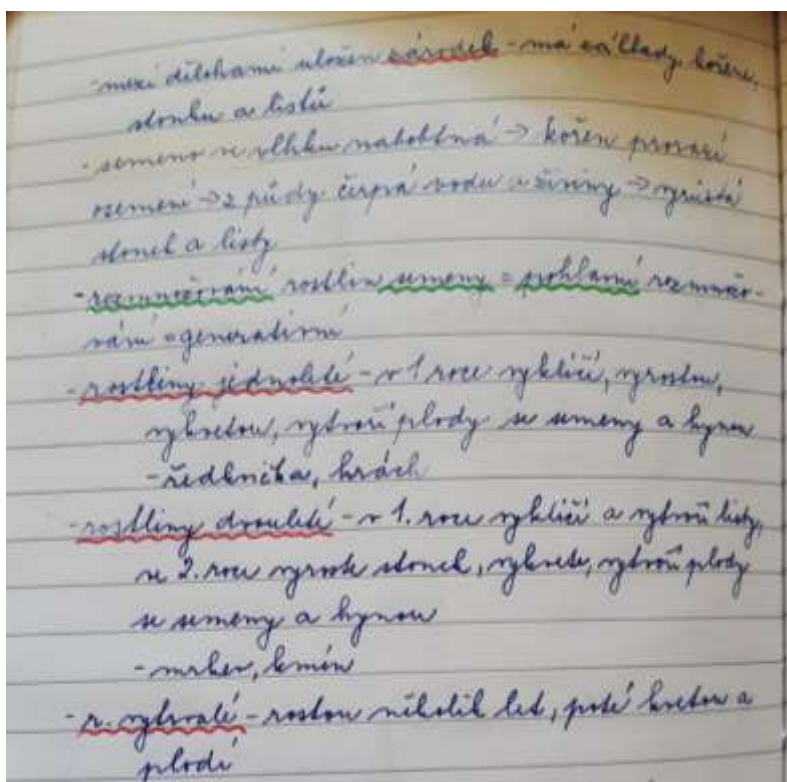 -mezi dělohami uložen zárodek - má základy kořene,
stonku a listů
- semeno ve vlhku nabobtná → kořen prorazí
osemení → z půdy čerpá vodu a živiny → vyrůstá
stonek a listy
- rozmnožování rostlin semeny = pohlavní rozmnožo-
vání = generativní
- rostliny jednoleté - v 1 roce vyklíčí, vyrostou,
vykvetou, vytvoří plody se semeny a hynou
- ředkvička, hrách
- rostliny dvouleté - v 1. roce vyklíčí a vytvoří listy,
ve 2. roce vyroste stonek, vykvete, vytvoří plody
se semeny a hynou
- mrkev, kmín
- r. vytrvalé - rostou několik let, poté kvetou a
plodí